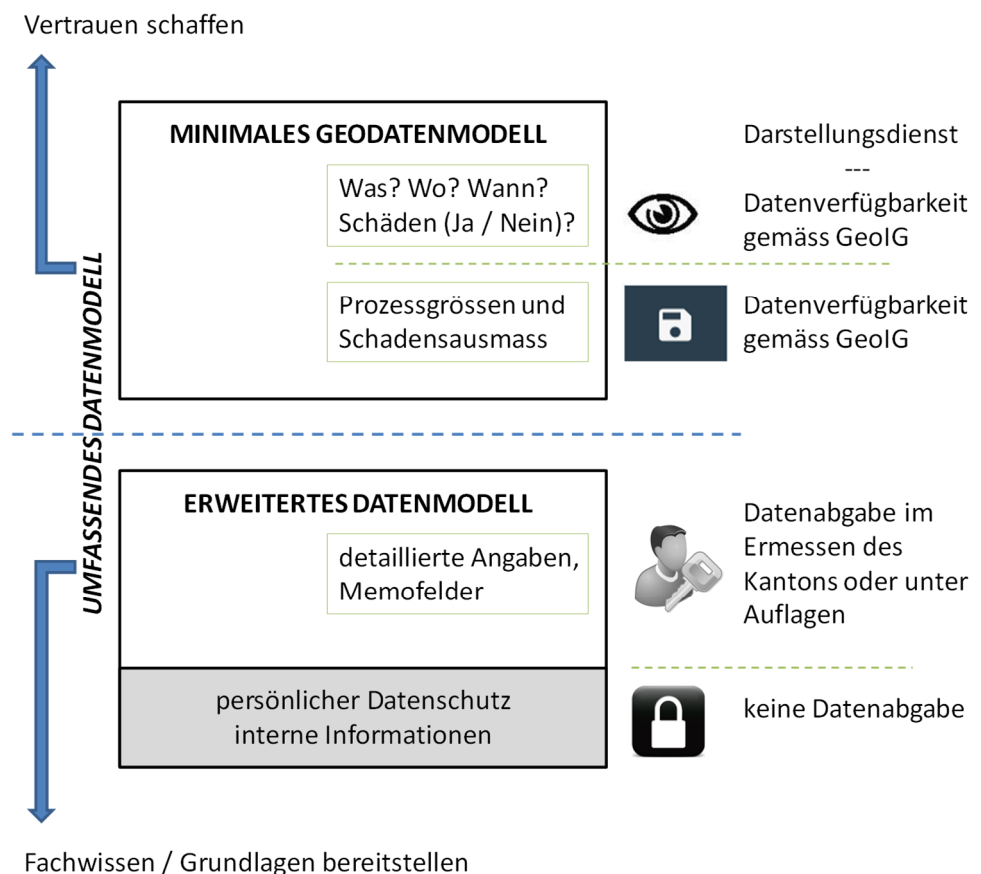 Vertrauen schaffen
MINIMALES GEODATENMODELL
Was? Wo? Wann?
Schäden (Ja / Nein)?
Darstellungsdienst
---
Datenverfügbarkeit
gemäss GeoIG
Prozessgrössen und
Schadensausmass
Datenverfügbarkeit
gemäss GeoIG
UMFASSENDES DATENMODELL
ERWEITERTES DATENMODELL
detaillierte Angaben,
Memofelder
Datenabgabe im
Ermessen des
Kantons oder unter
Auflagen
persönlicher Datenschutz
interne Informationen
keine Datenabgabe
Fachwissen / Grundlagen bereitstellen